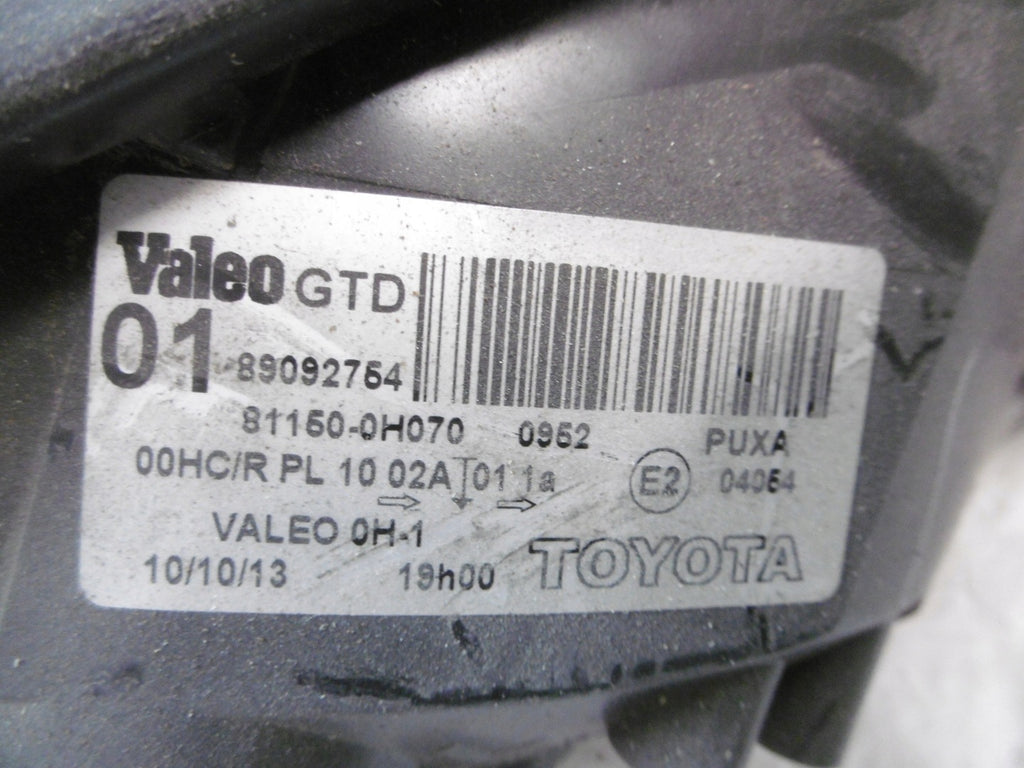 Valeo GTD
01 89092754
81150-0H070 0952 PUXA
00HC/R PL 10 02A 01 1a E2 04054
VALEO 0H-1
10/10/13 19h00 TOYOTA